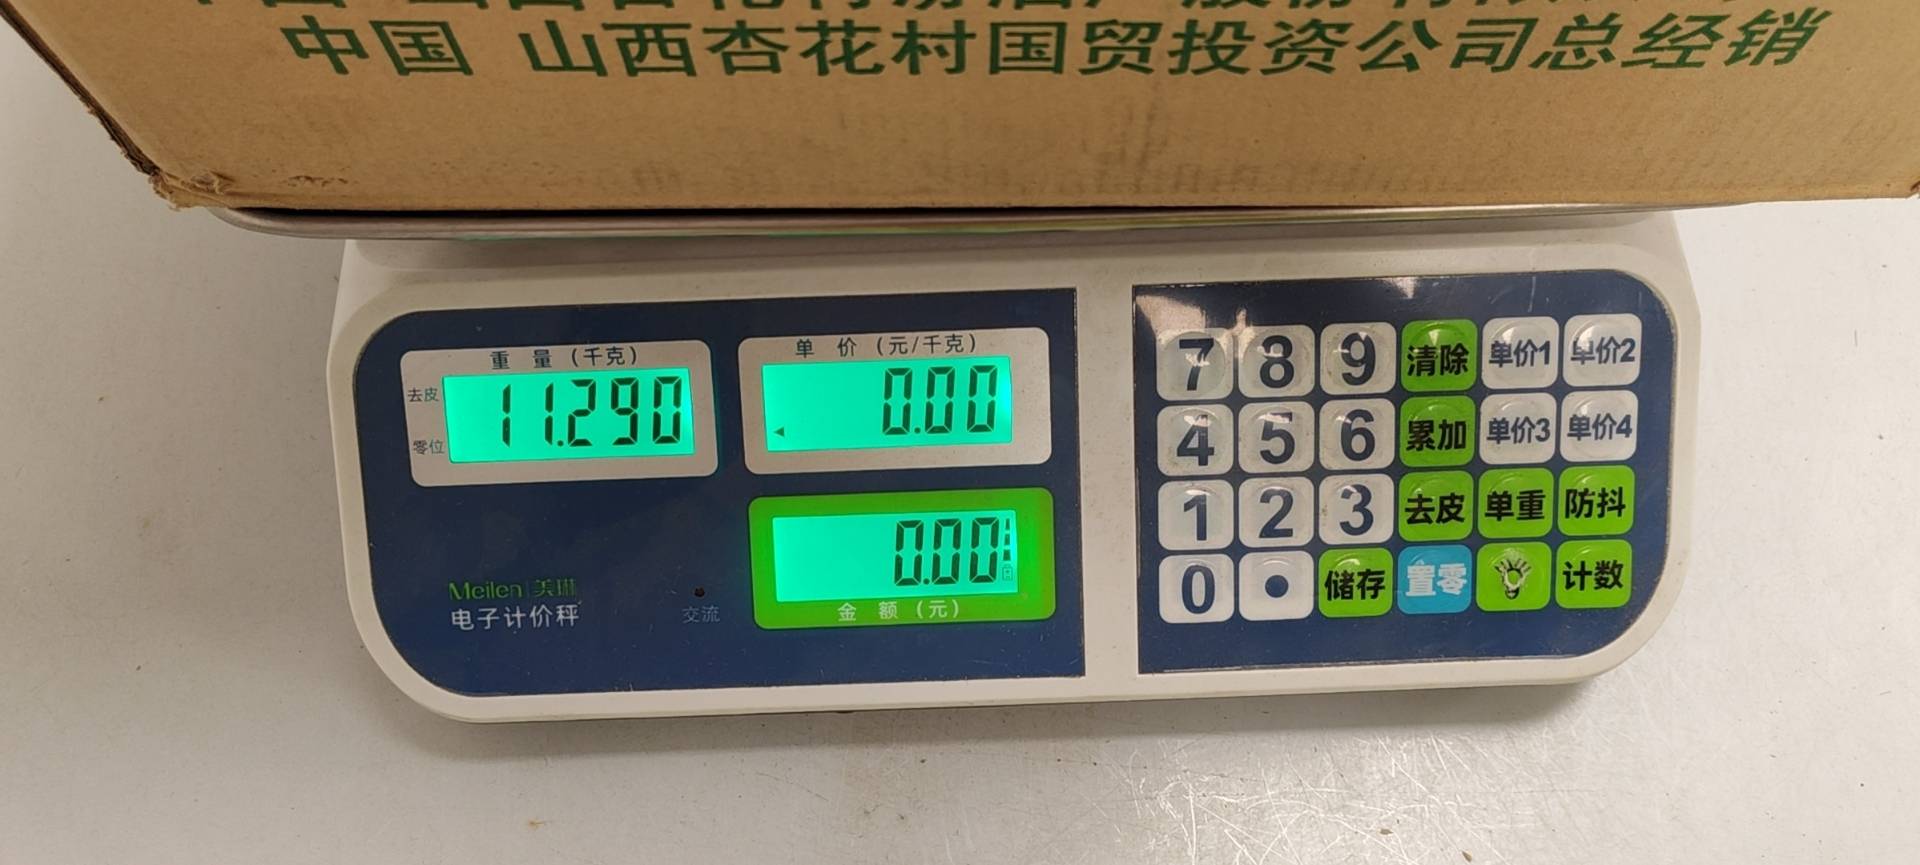 中国 山西杏花村国贸投资公司总经销
重 量 (千克)
去皮
零位
11.290
单 价 (元/千克)
0.00
0.00
金 额 (元)
Meilen 美琳
电子计价秤
交流
7 8 9 清除 单价1 单价2
4 5 6 累加 单价3 单价4
1 2 3 去皮 单重 防抖
0 • 储存 置零 计数